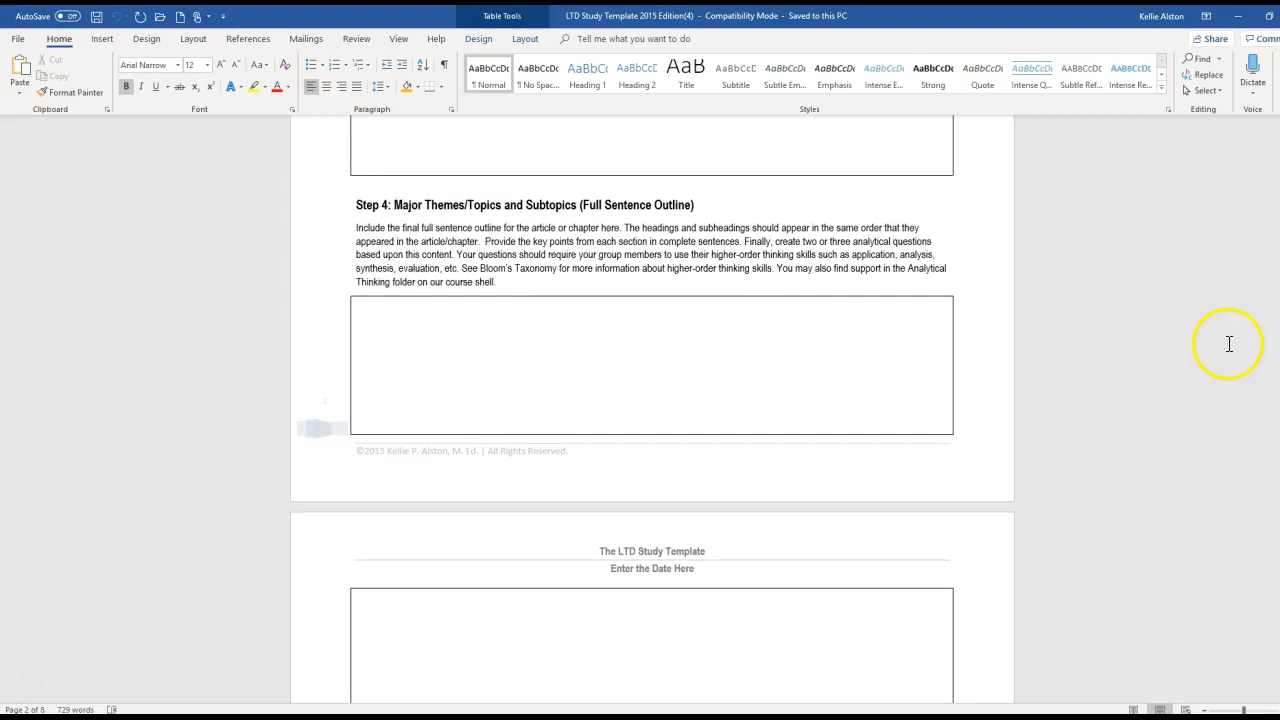 AutoSave Off Table Tools LTD Study Template 2015 Edition(4) - Compatibility Mode - Saved to this PC Kellie Alston
File Home Insert Design Layout References Mailings Review View Help Design Layout Tell me what you want to do Share Comm
Paste Cut Copy Format Painter
Arial Narrow 12
AaBbCcDc AaBbCcDc AaBbCc AaBbCcE AaB AaBbCcD AaBbCcDc AaBbCcDc AaBbCcDc AaBbCcDc AaBbCcDc AaBbCcDc AaBbCcDD AaBbCcDc
¶ Normal ¶ No Spac... Heading 1 Heading 2 Title Subtitle Subtle Em... Emphasis Intense E... Strong Quote Intense Q... Subtle Ref... Intense Re...
Find
Replace
Select
Dictate
Clipboard Font Paragraph Styles Editing Voice
Step 4: Major Themes/Topics and Subtopics (Full Sentence Outline)
Include the final full sentence outline for the article or chapter here. The headings and subheadings should appear in the same order that they
appeared in the article/chapter. Provide the key points from each section in complete sentences. Finally, create two or three analytical questions
based upon this content. Your questions should require your group members to use their higher-order thinking skills such as application, analysis,
synthesis, evaluation, etc. See Bloom's Taxonomy for more information about higher-order thinking skills. You may also find support in the Analytical
Thinking folder on our course shell.
2
©2015 Kellie P. Alston, M. Ed. | All Rights Reserved.
The LTD Study Template
Enter the Date Here
Page 2 of 8 729 words